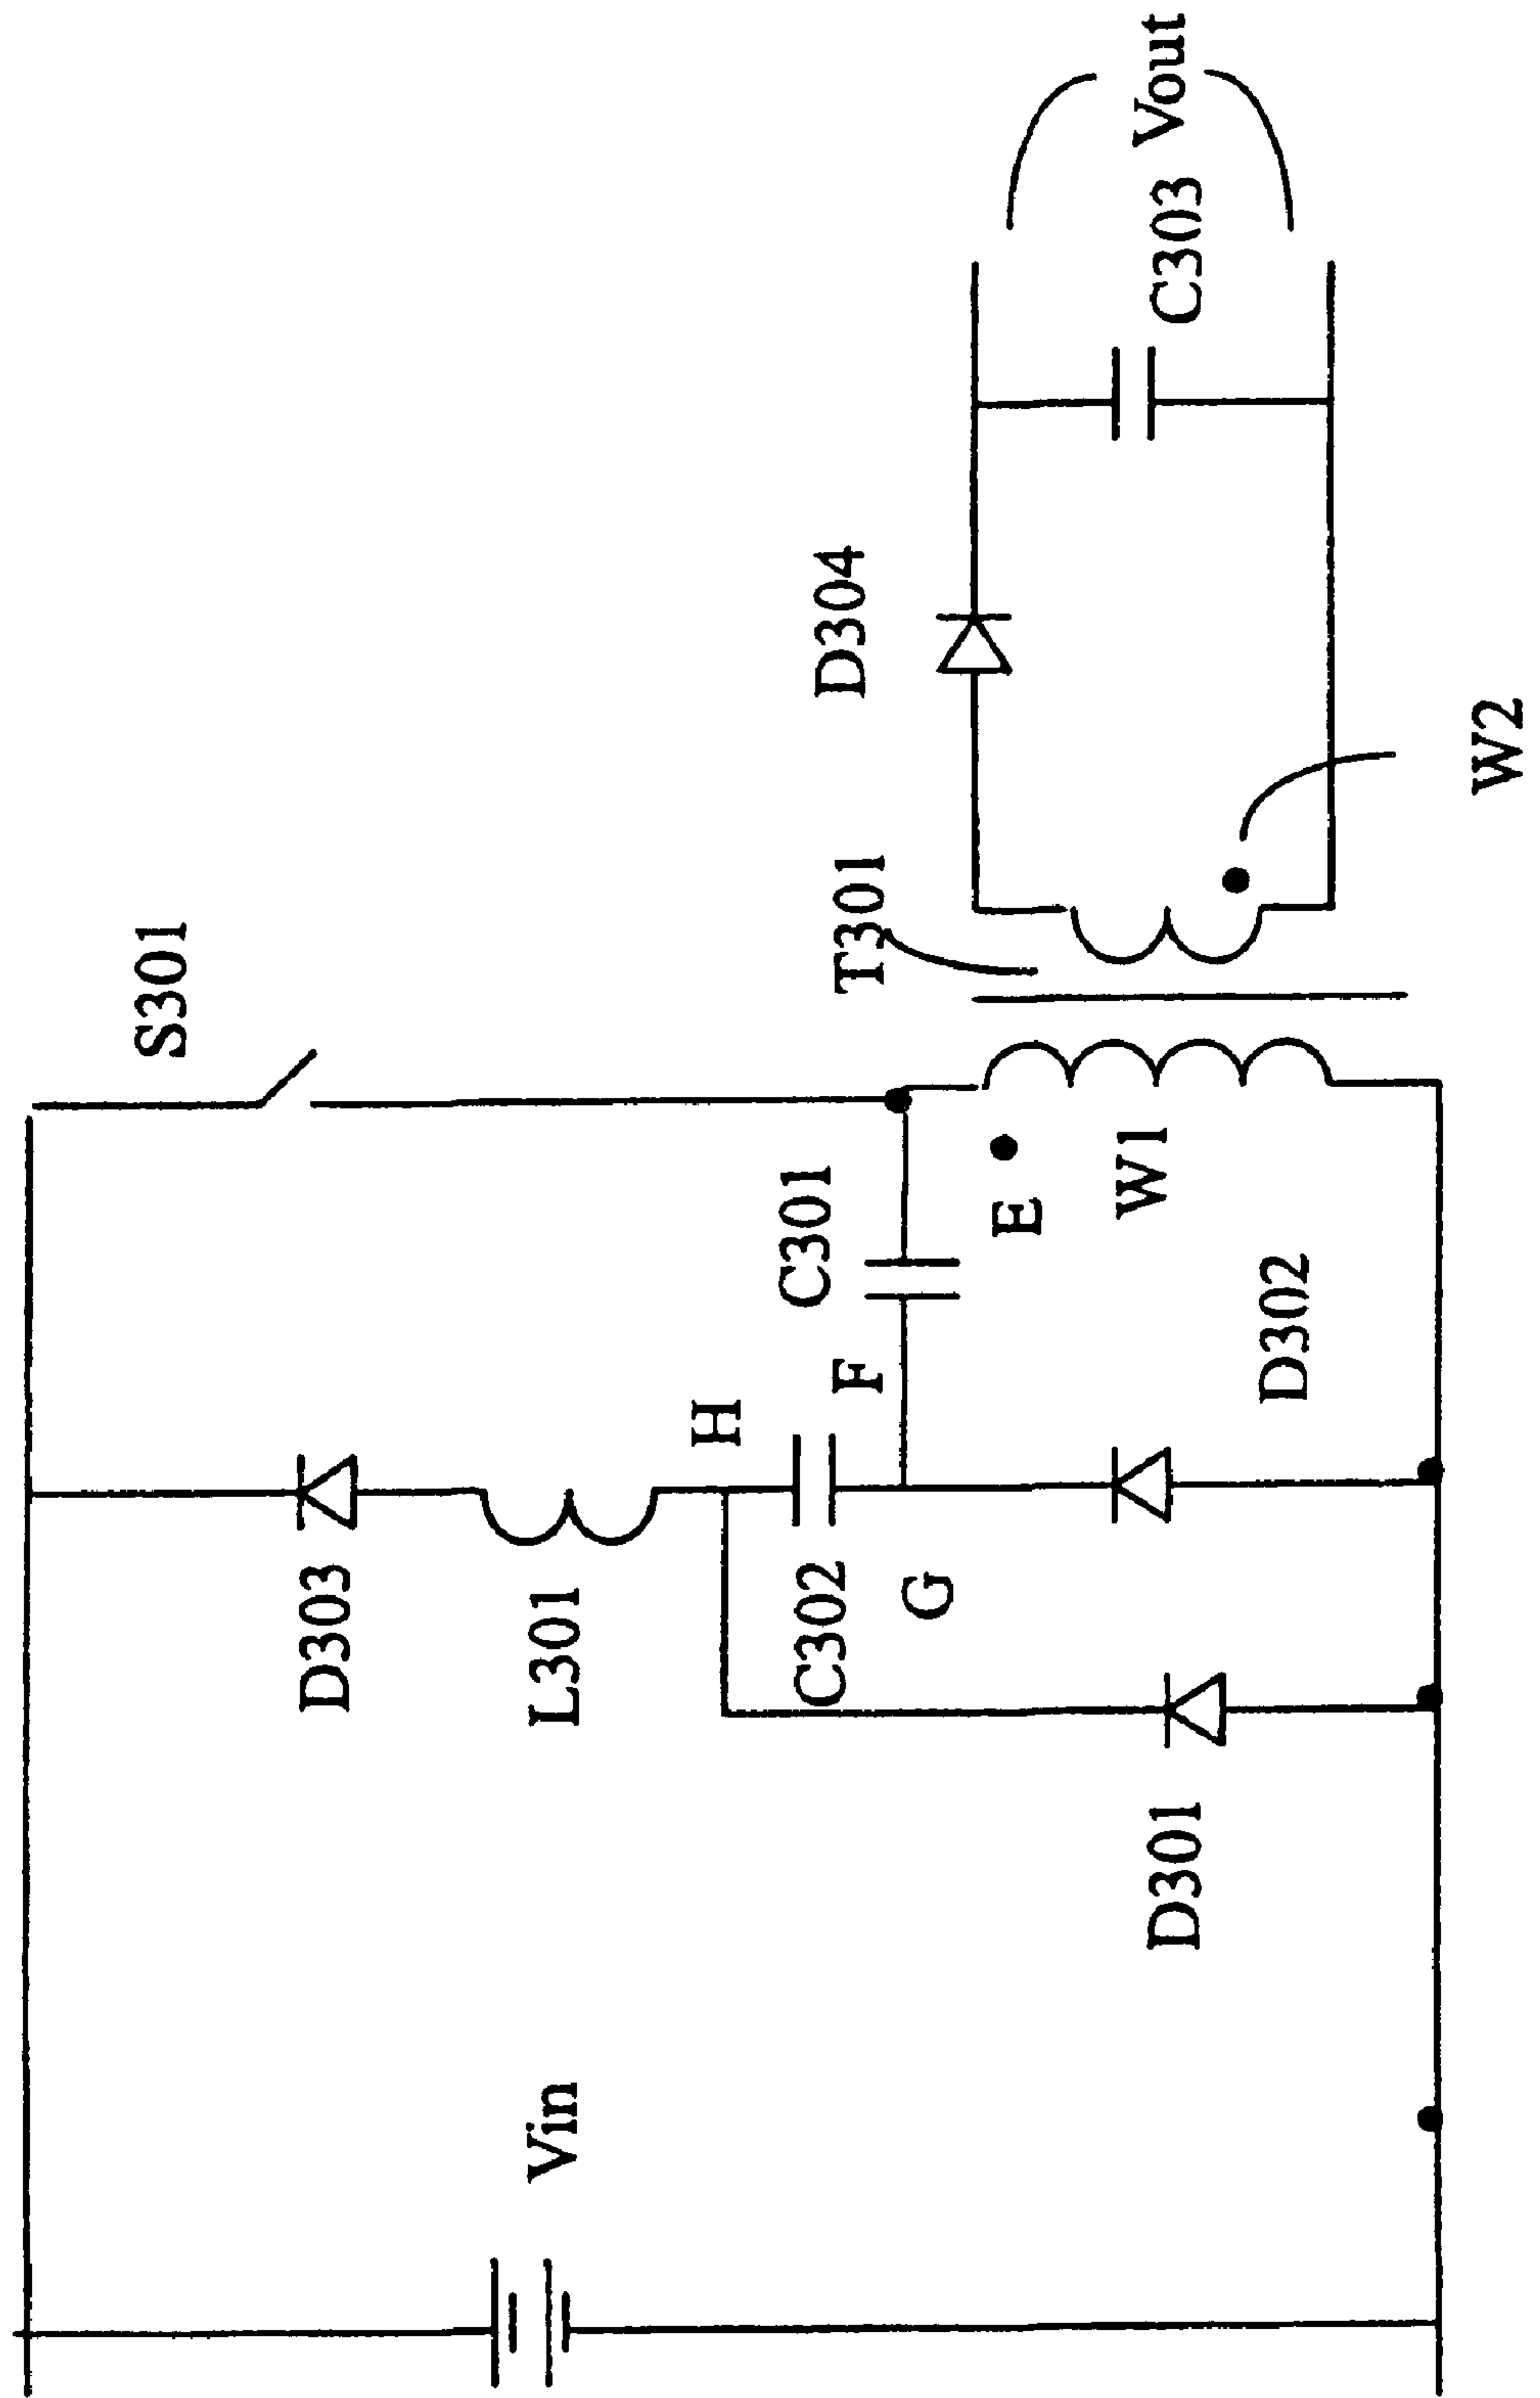 S301
D303
L301
H
C302
F
G
C301
E
W1
D302
D301
Vin
T301
W2
D304
C303
Vout